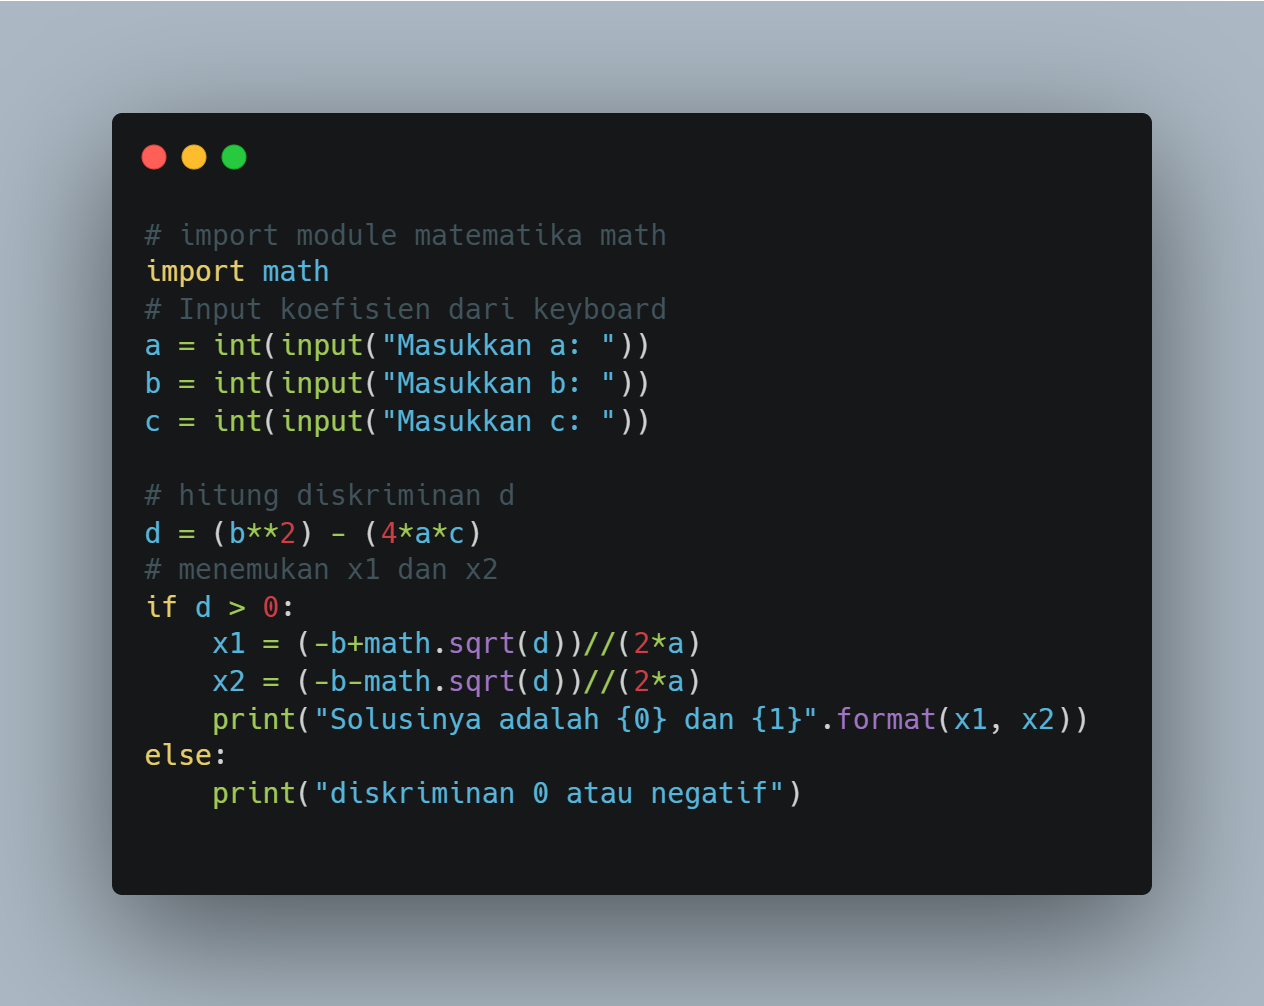 # import module matematika math
import math
# Input koefisien dari keyboard
a = int(input("Masukkan a: "))
b = int(input("Masukkan b: "))
c = int(input("Masukkan c: "))

# hitung diskriminan d
d = (b**2) - (4*a*c)
# menemukan x1 dan x2
if d > 0:
    x1 = (-b+math.sqrt(d))//(2*a)
    x2 = (-b-math.sqrt(d))//(2*a)
    print("Solusinya adalah {0} dan {1}".format(x1, x2))
else:
    print("diskriminan 0 atau negatif")